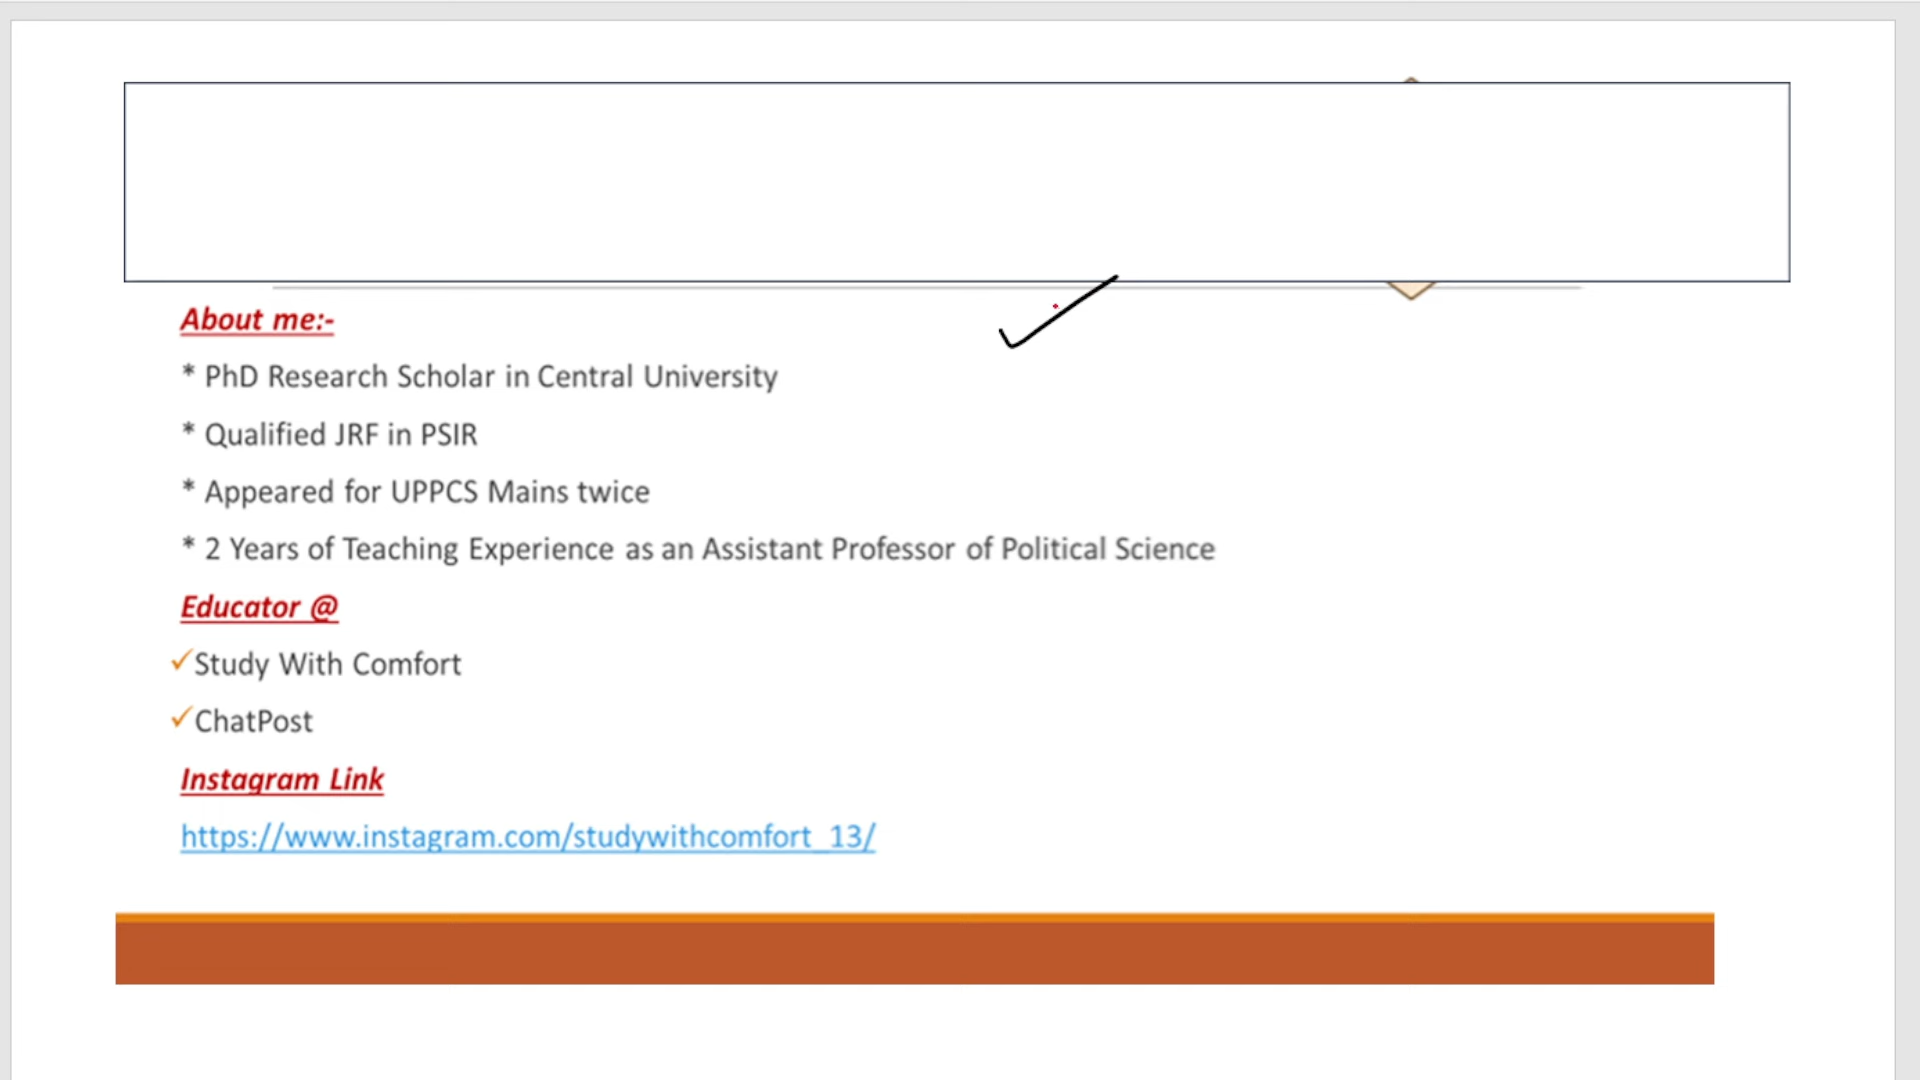 About me:-
* PhD Research Scholar in Central University
* Qualified JRF in PSIR
* Appeared for UPPCS Mains twice
* 2 Years of Teaching Experience as an Assistant Professor of Political Science
Educator @
✓Study With Comfort
✓ChatPost
Instagram Link
https://www.instagram.com/studywithcomfort_13/